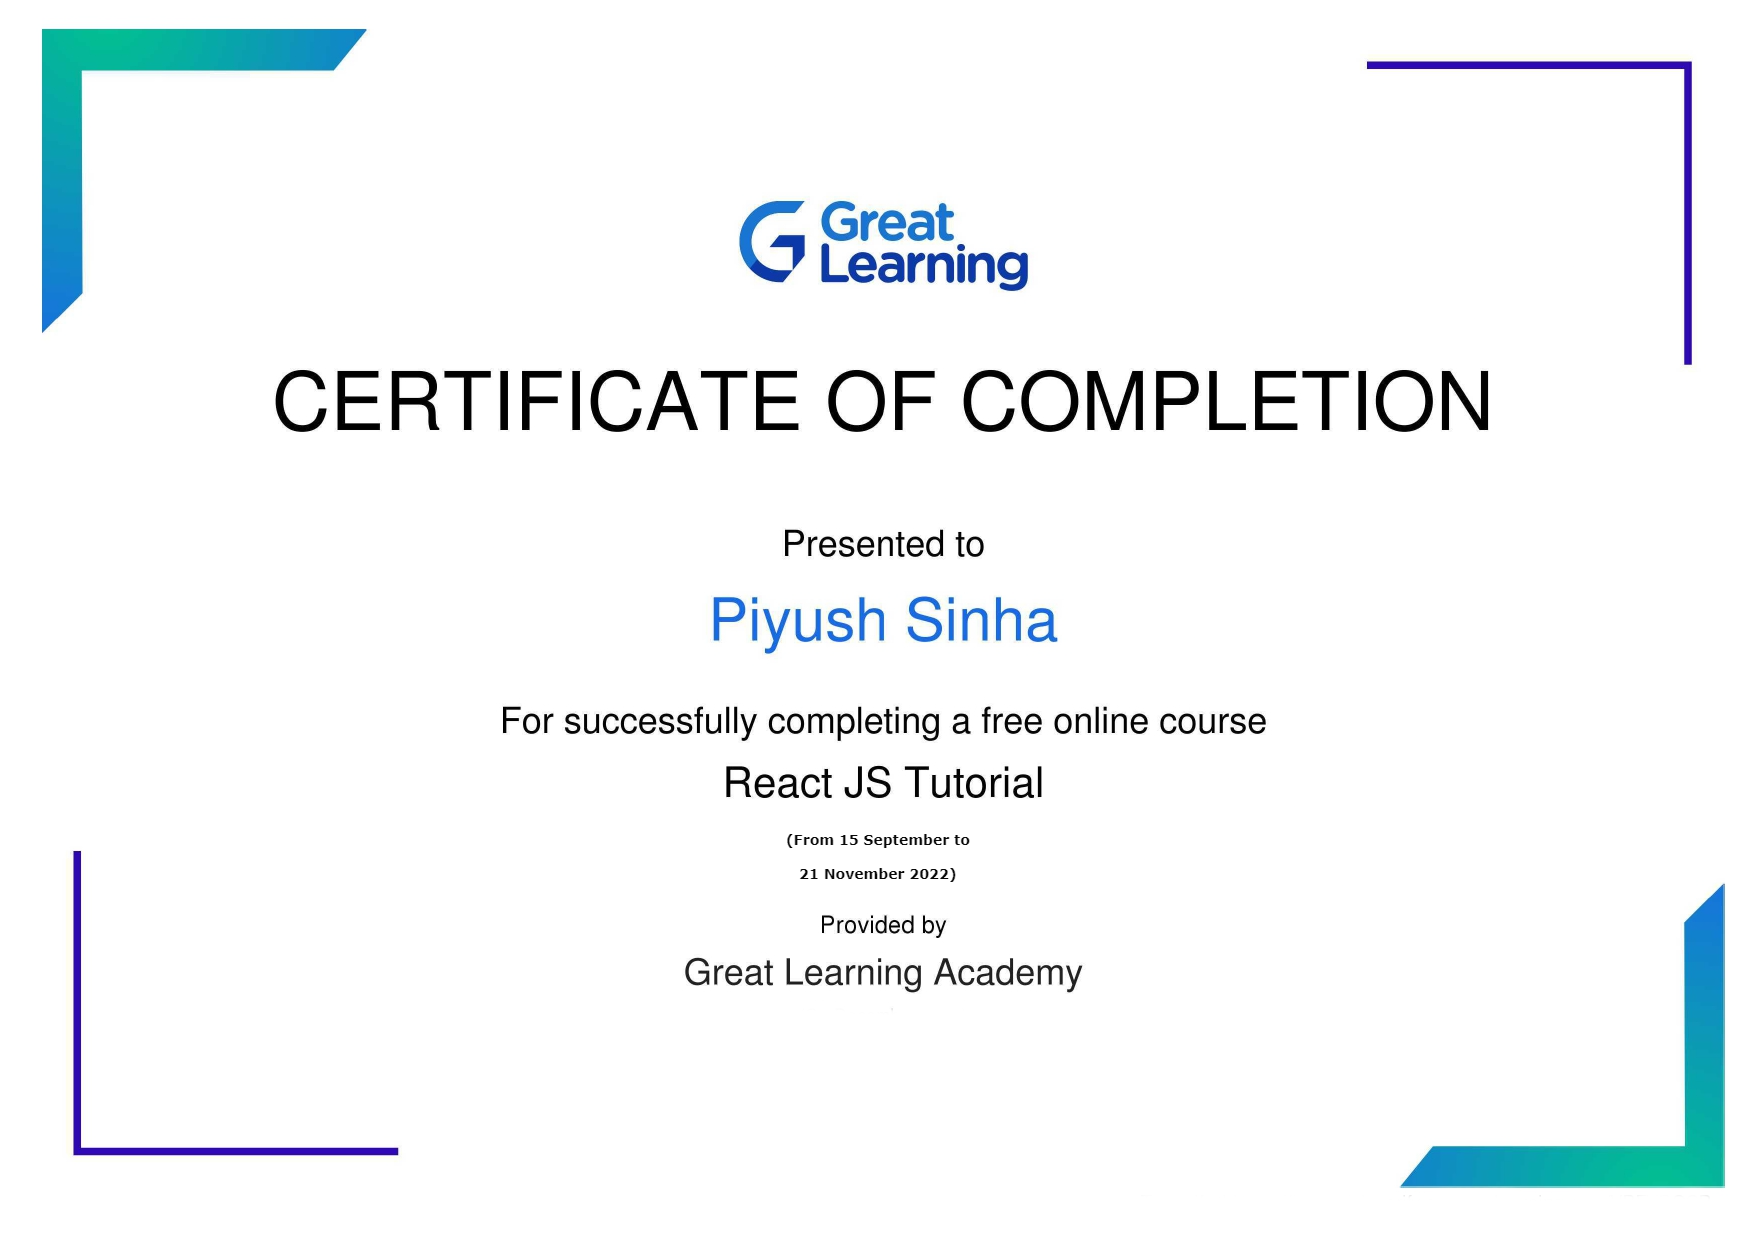 Great
Learning
CERTIFICATE OF COMPLETION
Presented to
Piyush Sinha
For successfully completing a free online course
React JS Tutorial
(From 15 September to
21 November 2022)
Provided by
Great Learning Academy